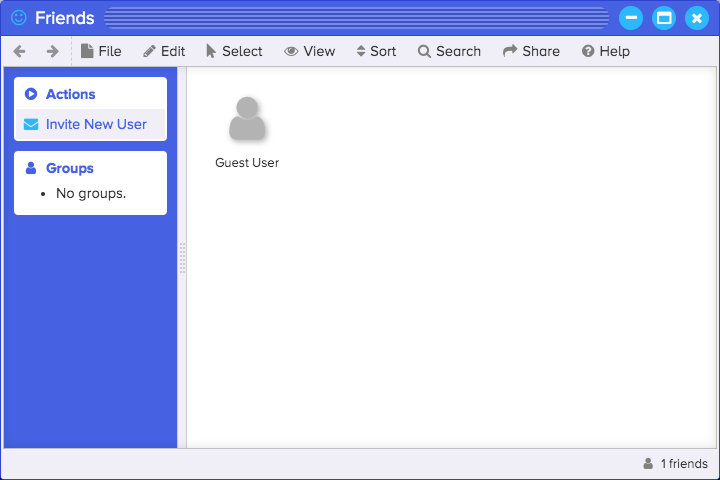 Friends
File Edit Select View Sort Search Share Help
Actions
Invite New User
Groups
No groups.
Guest User
1 friends